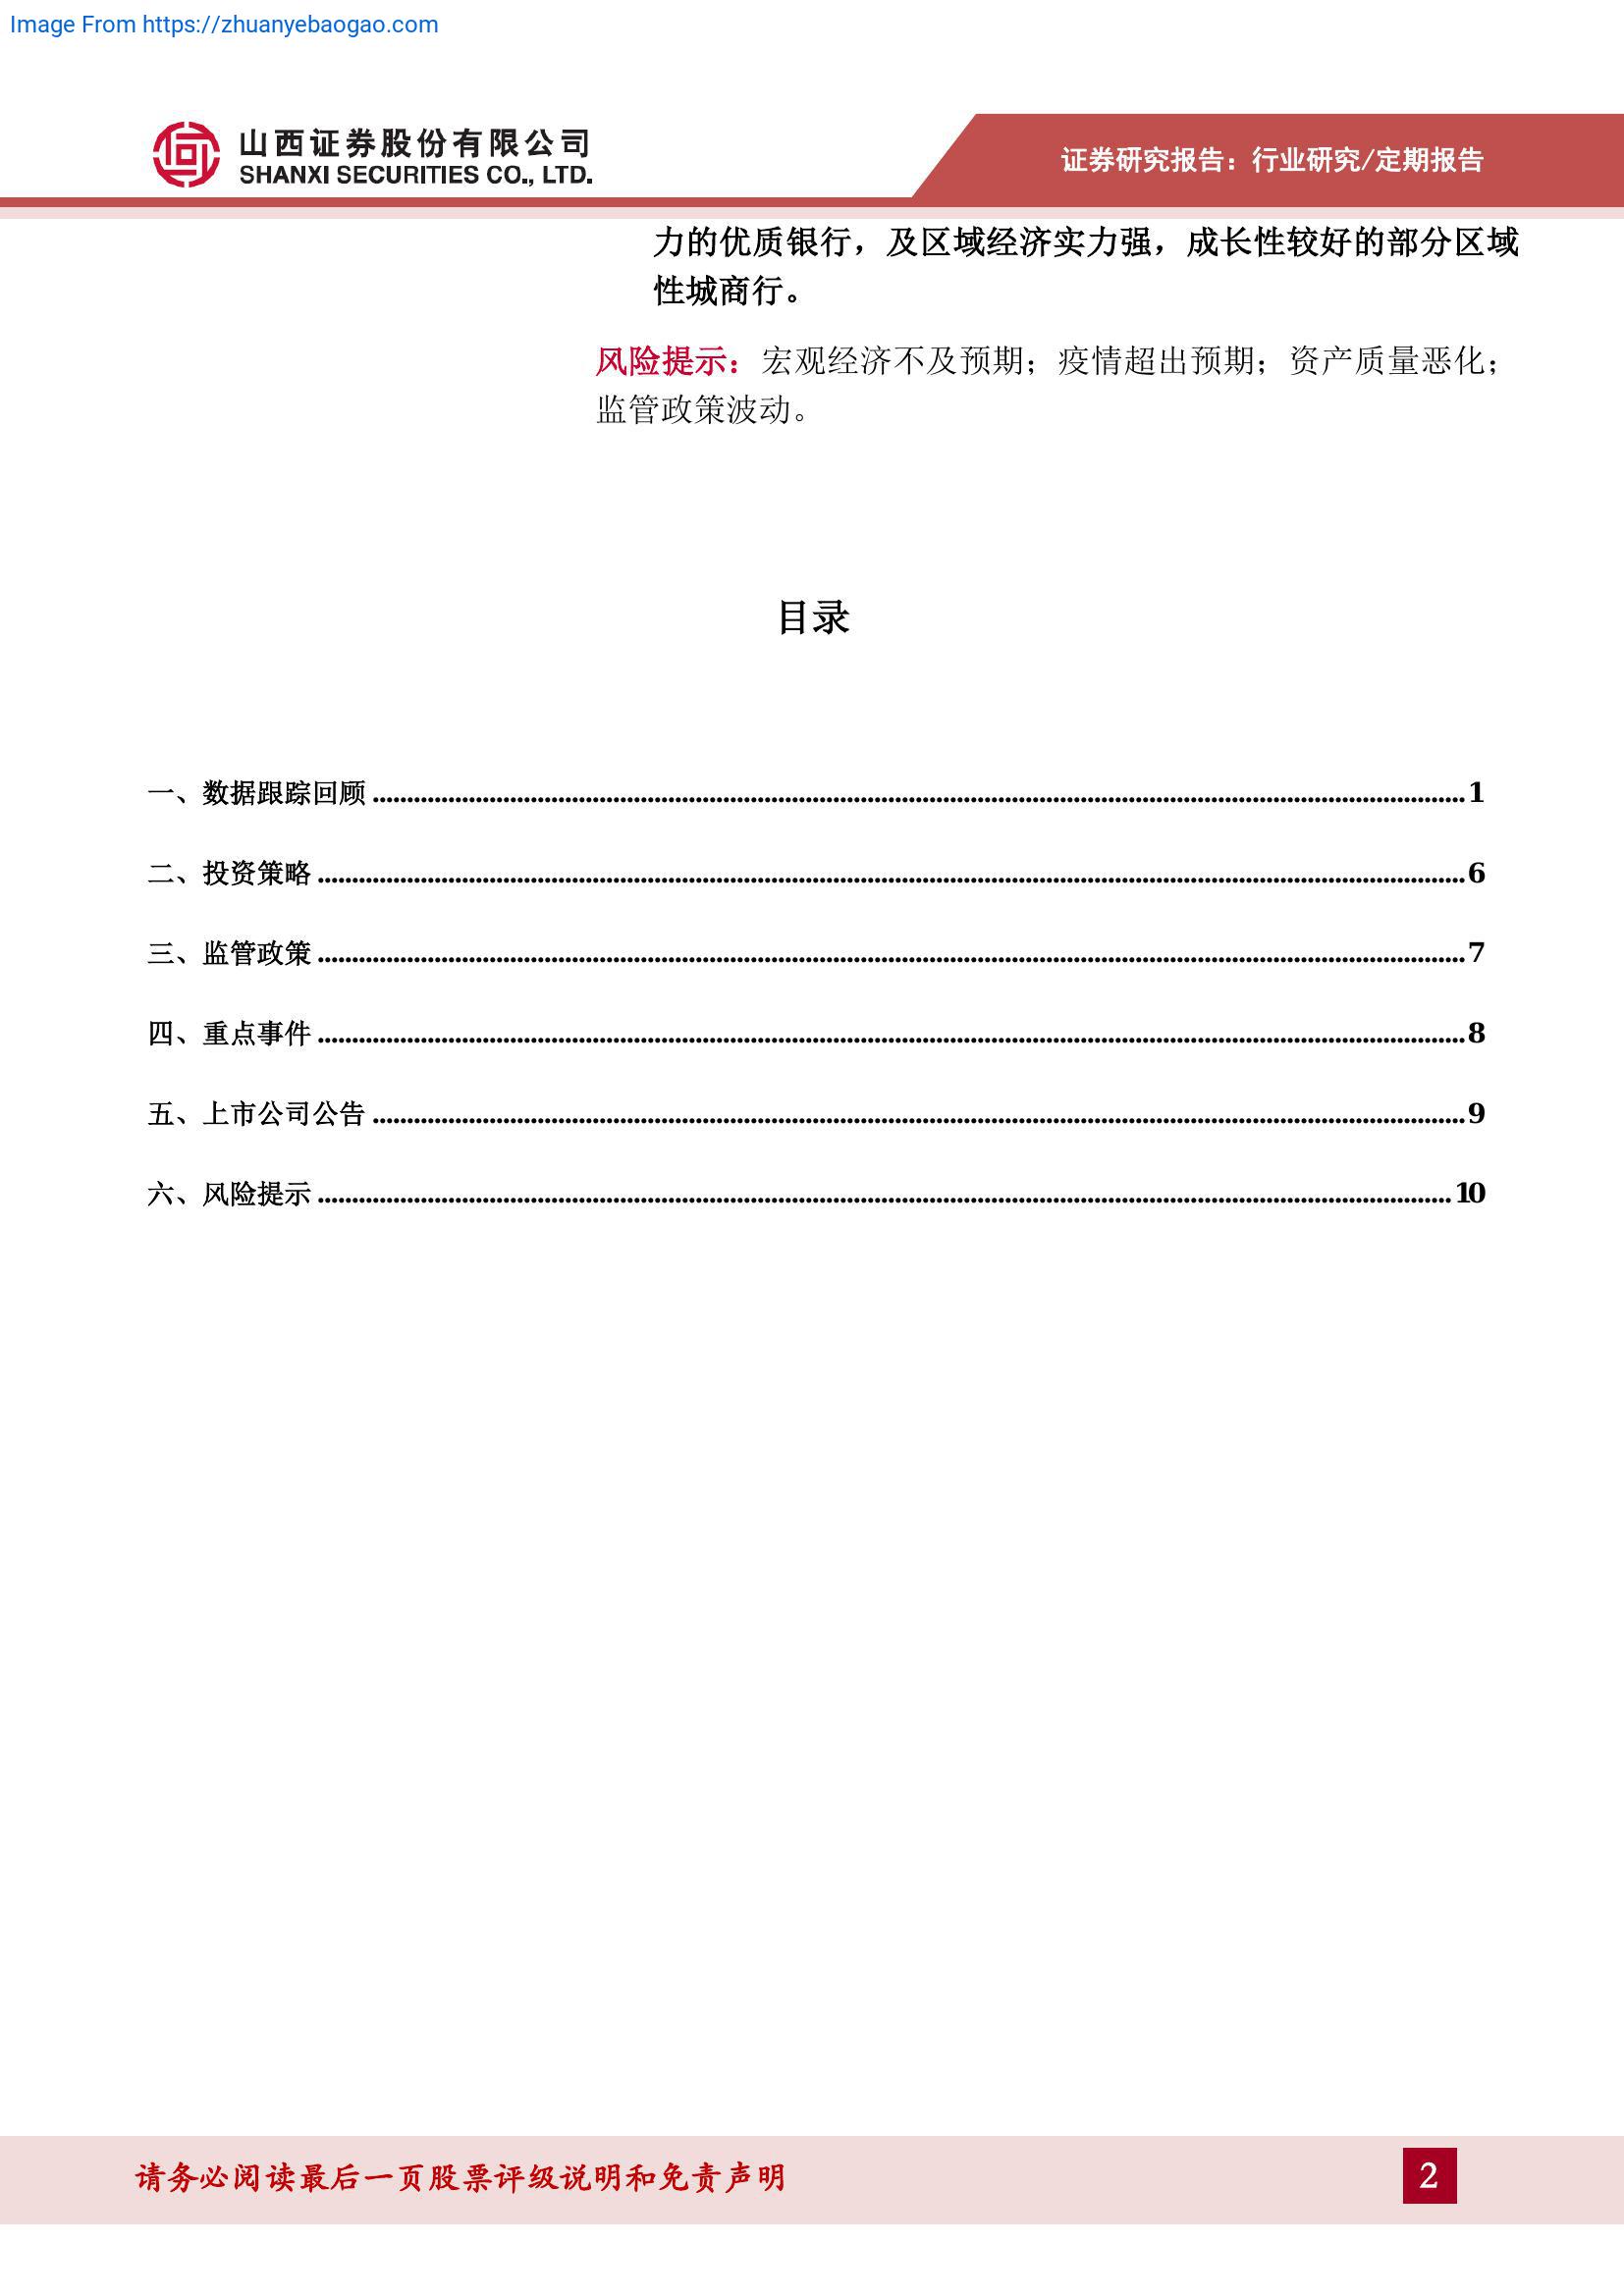 Image From https://zhuanyebaogao.com
山西证券股份有限公司
SHANXI SECURITIES CO., LTD.
证券研究报告：行业研究/定期报告
力的优质银行，及区域经济实力强，成长性较好的部分区域
性城商行。
风险提示：宏观经济不及预期；疫情超出预期；资产质量恶化；
监管政策波动。
目录
一、数据跟踪回顾........................................1
二、投资策略........................................6
三、监管政策........................................7
四、重点事件........................................8
五、上市公司公告........................................9
六、风险提示........................................10
请务必阅读最后一页股票评级说明和免责声明
2